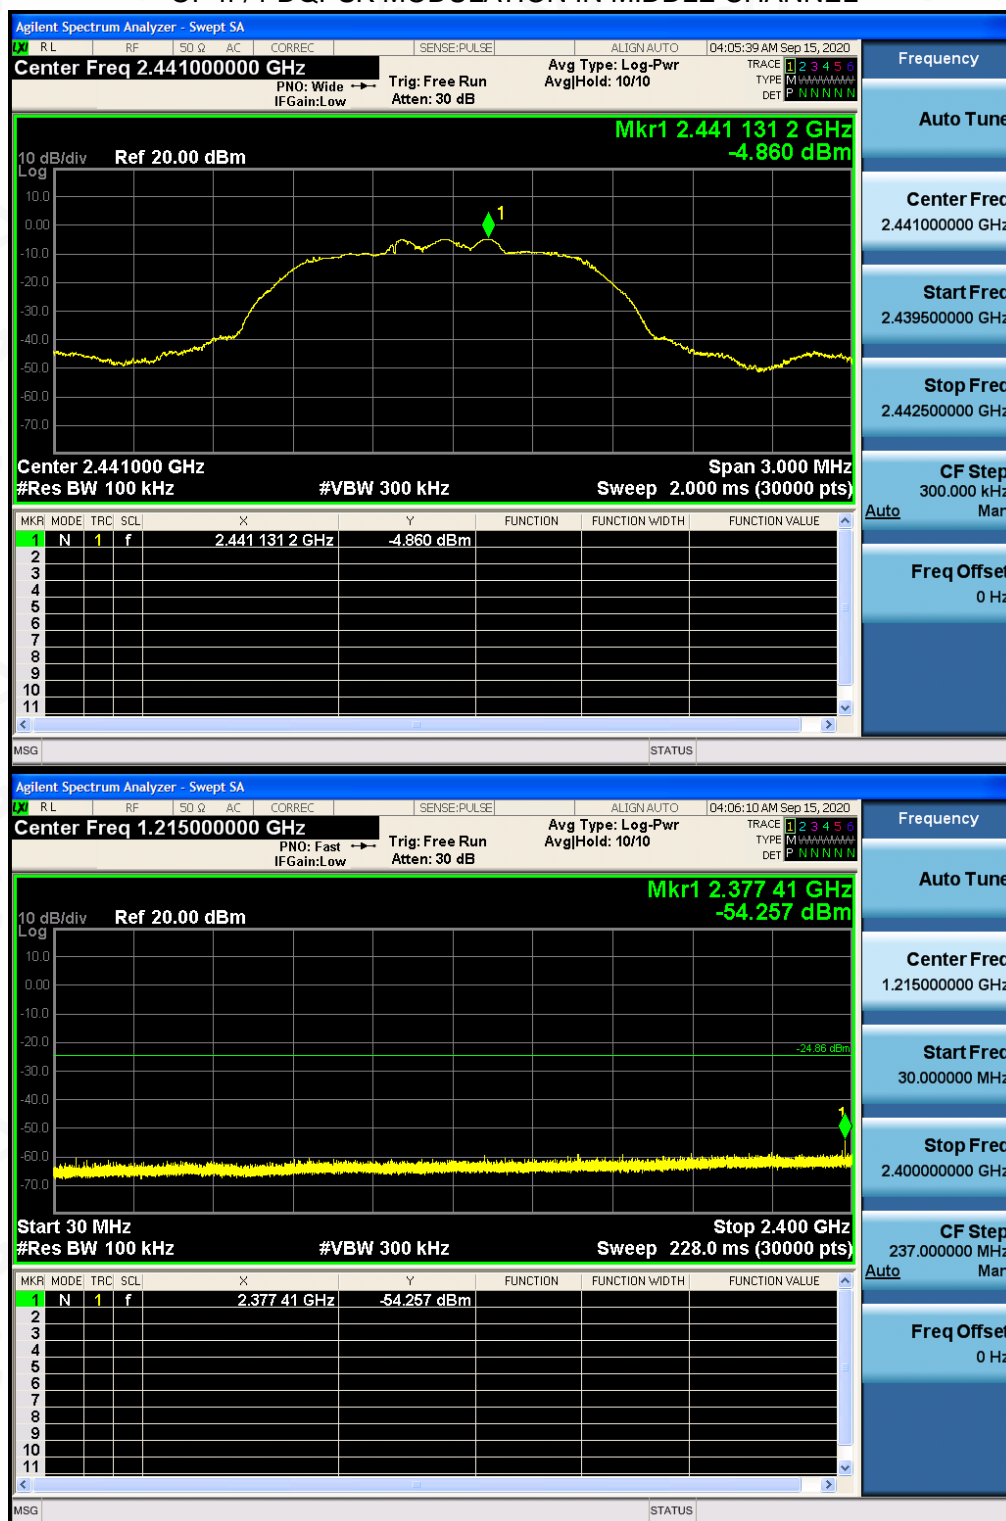 MODULATION IN MIDDLE CHANNEL
Agilent Spectrum Analyzer - Swept SA
LXI RL RF 50 Ω AC CORREC SENSE:PULSE ALIGN AUTO 04:05:39 AM Sep 15, 2020
Center Freq 2.441000000 GHz
PNO: Wide
IFGain:Low
Trig: Free Run
Atten: 30 dB
Avg Type: Log-Pwr
Avg|Hold: 10/10
TRACE 1 2 3 4 5 6
TYPE M
DET P N N N N N
Mkr1 2.441 131 2 GHz
-4.860 dBm
10 dB/div Ref 20.00 dBm
Log
10.0
0.00
-10.0
-20.0
-30.0
-40.0
-50.0
-60.0
-70.0
1
Center 2.441000 GHz Span 3.000 MHz
#Res BW 100 kHz #VBW 300 kHz Sweep 2.000 ms (30000 pts)
MKR MODE TRC SCL X Y FUNCTION FUNCTION WIDTH FUNCTION VALUE
1 N 1 f 2.441 131 2 GHz -4.860 dBm
2
3
4
5
6
7
8
9
10
11
MSG STATUS
Frequency
Auto Tune
Center Freq
2.441000000 GHz
Start Freq
2.439500000 GHz
Stop Freq
2.442500000 GHz
CF Step
300.000 kHz
Auto Man
Freq Offset
0 Hz
Agilent Spectrum Analyzer - Swept SA
LXI RL RF 50 Ω AC CORREC SENSE:PULSE ALIGN AUTO 04:06:10 AM Sep 15, 2020
Center Freq 1.215000000 GHz
PNO: Fast
IFGain:Low
Trig: Free Run
Atten: 30 dB
Avg Type: Log-Pwr
Avg|Hold: 10/10
TRACE 1 2 3 4 5 6
TYPE M
DET P N N N N N
Mkr1 2.377 41 GHz
-54.257 dBm
10 dB/div Ref 20.00 dBm
Log
10.0
0.00
-10.0
-20.0
-30.0
-40.0
-50.0
-60.0
-70.0
-24.86 dBm
1
Start 30 MHz Stop 2.400 GHz
#Res BW 100 kHz #VBW 300 kHz Sweep 228.0 ms (30000 pts)
MKR MODE TRC SCL X Y FUNCTION FUNCTION WIDTH FUNCTION VALUE
1 N 1 f 2.377 41 GHz -54.257 dBm
2
3
4
5
6
7
8
9
10
11
MSG STATUS
Frequency
Auto Tune
Center Freq
1.215000000 GHz
Start Freq
30.000000 MHz
Stop Freq
2.400000000 GHz
CF Step
237.000000 MHz
Auto Man
Freq Offset
0 Hz